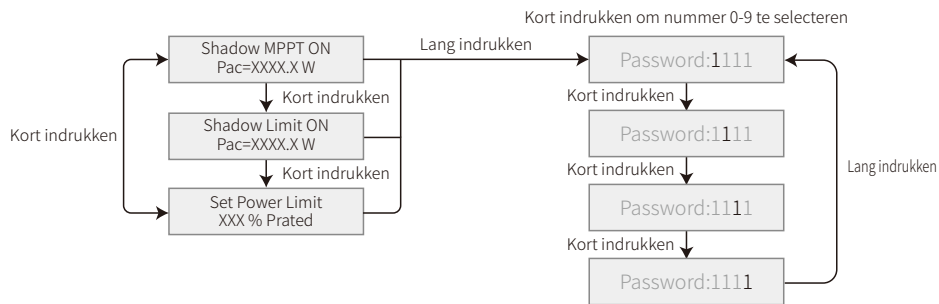 Kort indrukken om nummer 0-9 te selecteren
Shadow MPPT ON
Pac=XXXX.X W
Lang indrukken
Password:1111
Kort indrukken
Kort indrukken
Shadow Limit ON
Pac=XXXX.X W
Password:1111
Kort indrukken
Kort indrukken
Kort indrukken
Lang indrukken
Set Power Limit
XXX % Prated
Password:1111
Kort indrukken
Password:1111